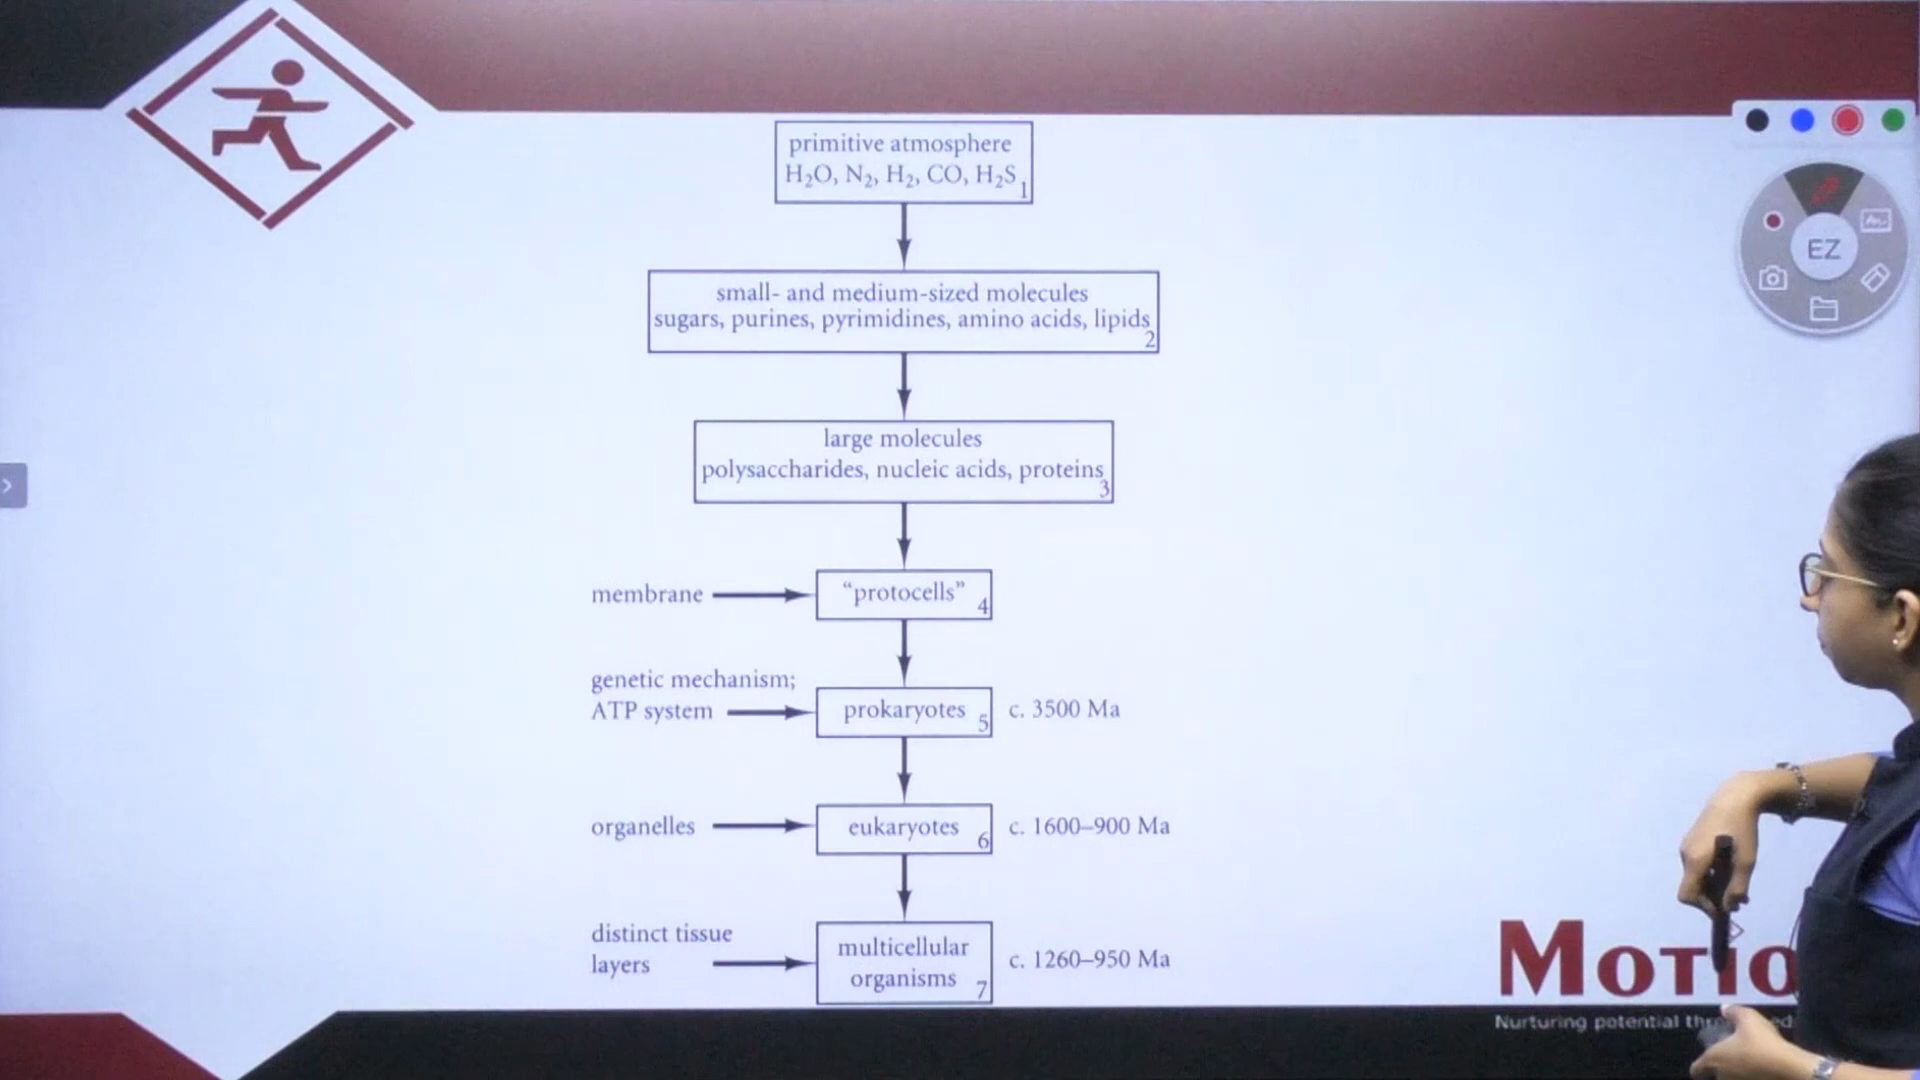 primitive atmosphere
H₂O, N₂, H₂, CO, H₂S
1
small- and medium-sized molecules
sugars, purines, pyrimidines, amino acids, lipids
2
large molecules
polysaccharides, nucleic acids, proteins
3
membrane
“protocells”
4
genetic mechanism;
ATP system
prokaryotes
5
c. 3500 Ma
organelles
eukaryotes
6
c. 1600–900 Ma
distinct tissue
layers
multicellular
organisms
7
c. 1260–950 Ma
EZ
MOTIO
Nurturing potential